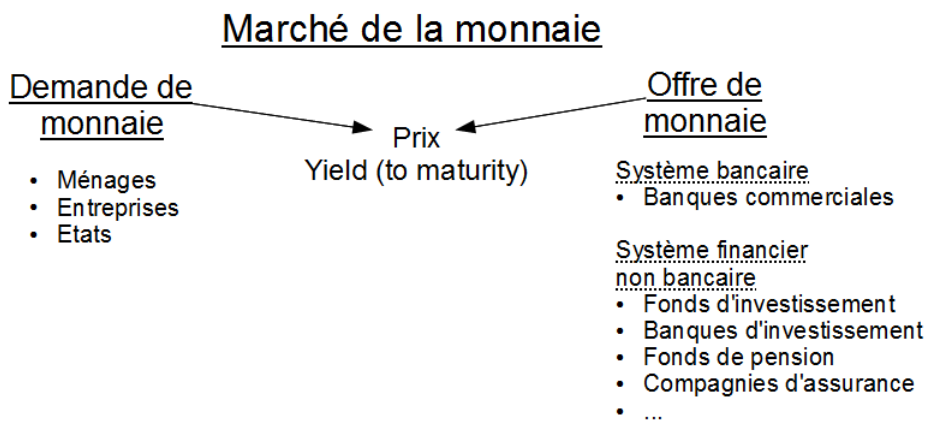 Marché de la monnaie
Demande de
monnaie
• Ménages
• Entreprises
• Etats
Prix
Yield (to maturity)
Offre de
monnaie
Système bancaire
• Banques commerciales
Système financier
non bancaire
• Fonds d'investissement
• Banques d'investissement
• Fonds de pension
• Compagnies d'assurance
• ...